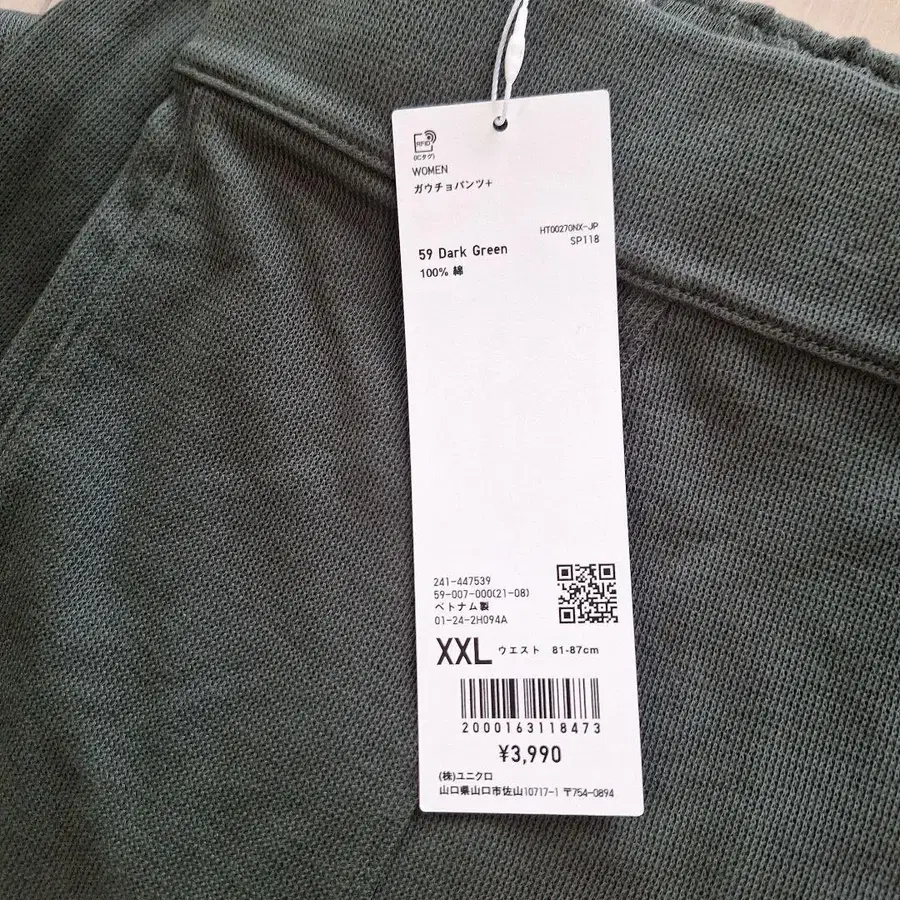 RFID
(ICタグ)
WOMEN
ガウチョパンツ+
HT00270NX-JP
SP118
59 Dark Green
100% 綿
241-447539
59-007-000(21-08)
ベトナム製
01-24-2H094A
XXL ウエスト 81-87cm
2000163118473
¥3,990
(株)ユニクロ
山口県山口市佐山10717-1 〒754-0894